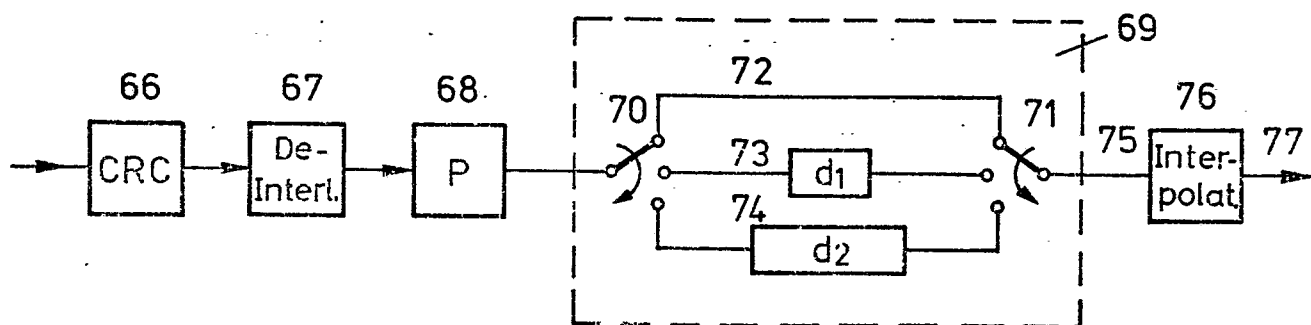 69
66 67 68 70 72 71 75 76 77
CRC
De-
Interl.
P
73
d1
74
d2
Inter-
polat.